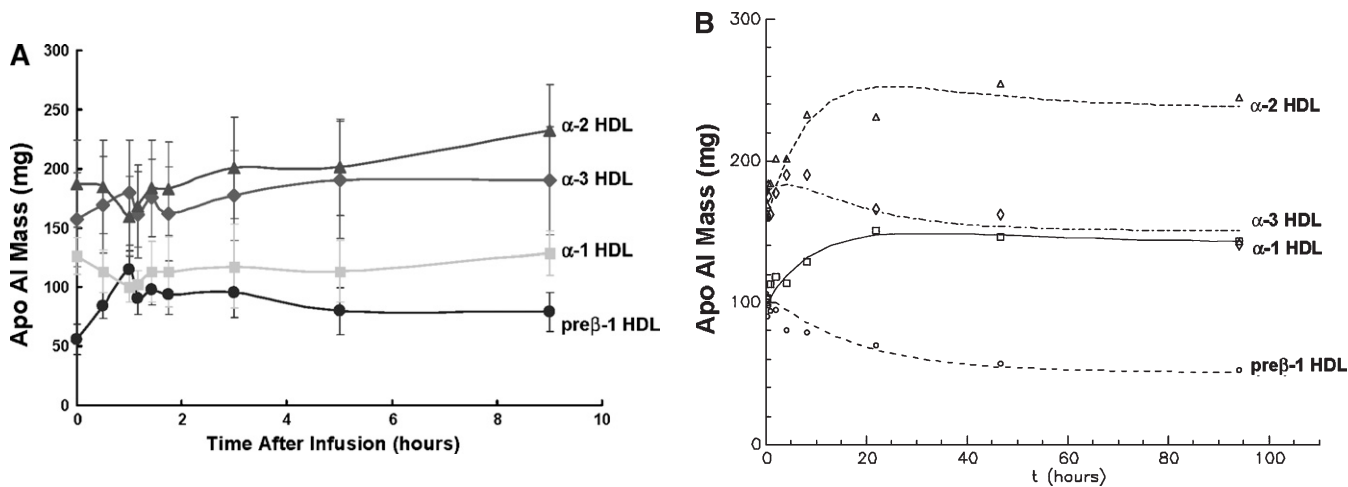 A
Apo AI Mass (mg)
300
250
200
150
100
50
0
0
2
4
6
8
10
Time After Infusion (hours)
α-2 HDL
α-3 HDL
α-1 HDL
preβ-1 HDL
B
Apo AI Mass (mg)
300
200
100
0
0
20
40
60
80
100
t (hours)
α-2 HDL
α-3 HDL
α-1 HDL
preβ-1 HDL